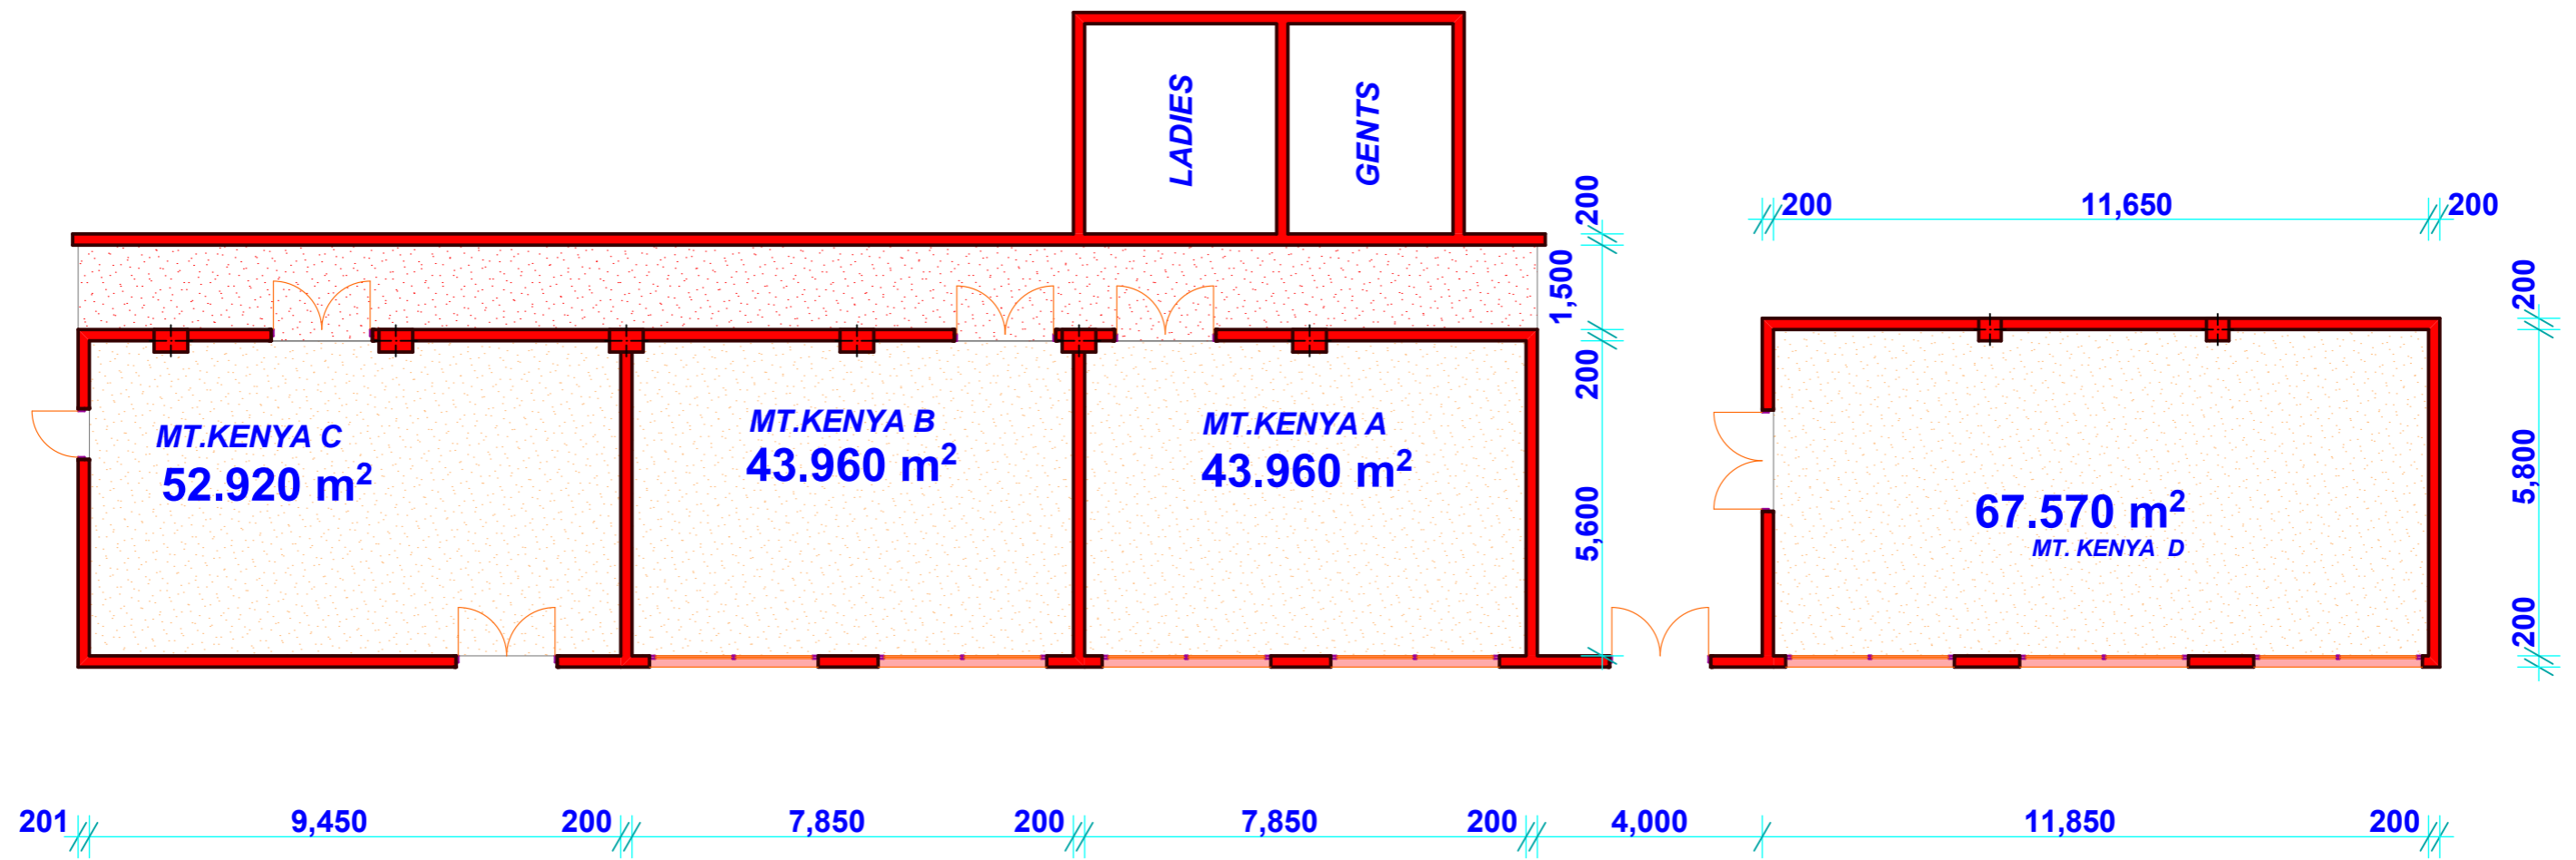 LADIES
GENTS
200
11,650
200
200
1,500
200
5,600
200
5,800
200
MT.KENYA C
52.920 m²
MT.KENYA B
43.960 m²
MT.KENYA A
43.960 m²
67.570 m²
MT. KENYA D
201
9,450
200
7,850
200
7,850
200
4,000
11,850
200